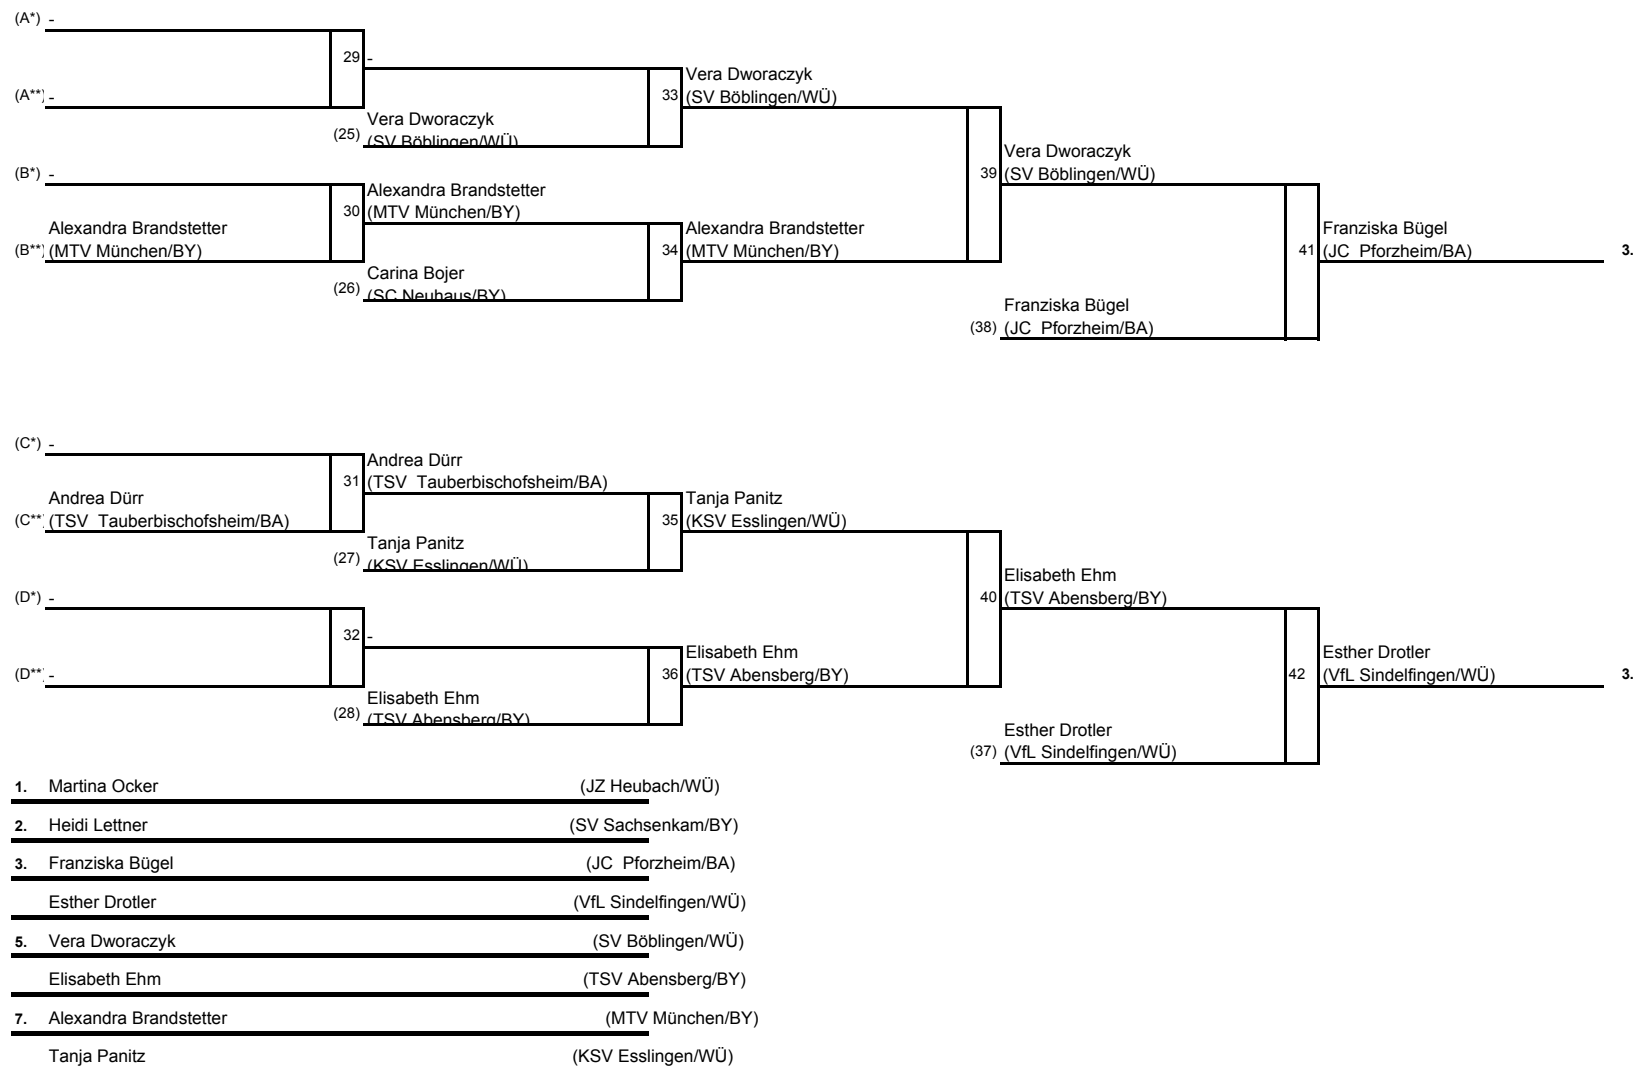 (A*) -
29 -
Vera Dworaczyk
(A**) -
33 (SV Böblingen/WÜ)
Vera Dworaczyk
(25) (SV Böblingen/WÜ)
Vera Dworaczyk
(B*) -
39 (SV Böblingen/WÜ)
Alexandra Brandstetter
30 (MTV München/BY)
Alexandra Brandstetter
(B**) (MTV München/BY)
Alexandra Brandstetter
34 (MTV München/BY)
Franziska Bügel
41 (JC Pforzheim/BA) 3.
Carina Bojer
(26) (SC Neuhaus/BY)
Franziska Bügel
(38) (JC Pforzheim/BA)
(C*) -
Andrea Dürr
31 (TSV Tauberbischofsheim/BA)
Andrea Dürr
(C**) (TSV Tauberbischofsheim/BA)
Tanja Panitz
35 (KSV Esslingen/WÜ)
Tanja Panitz
(27) (KSV Esslingen/WÜ)
Elisabeth Ehm
(D*) -
40 (TSV Abensberg/BY)
32 -
Elisabeth Ehm
(D**) -
36 (TSV Abensberg/BY)
Esther Drotler
42 (VfL Sindelfingen/WÜ) 3.
Elisabeth Ehm
(28) (TSV Abensberg/BY)
Esther Drotler
(37) (VfL Sindelfingen/WÜ)
1. Martina Ocker (JZ Heubach/WÜ)
2. Heidi Lettner (SV Sachsenkam/BY)
3. Franziska Bügel (JC Pforzheim/BA)
Esther Drotler (VfL Sindelfingen/WÜ)
5. Vera Dworaczyk (SV Böblingen/WÜ)
Elisabeth Ehm (TSV Abensberg/BY)
7. Alexandra Brandstetter (MTV München/BY)
Tanja Panitz (KSV Esslingen/WÜ)